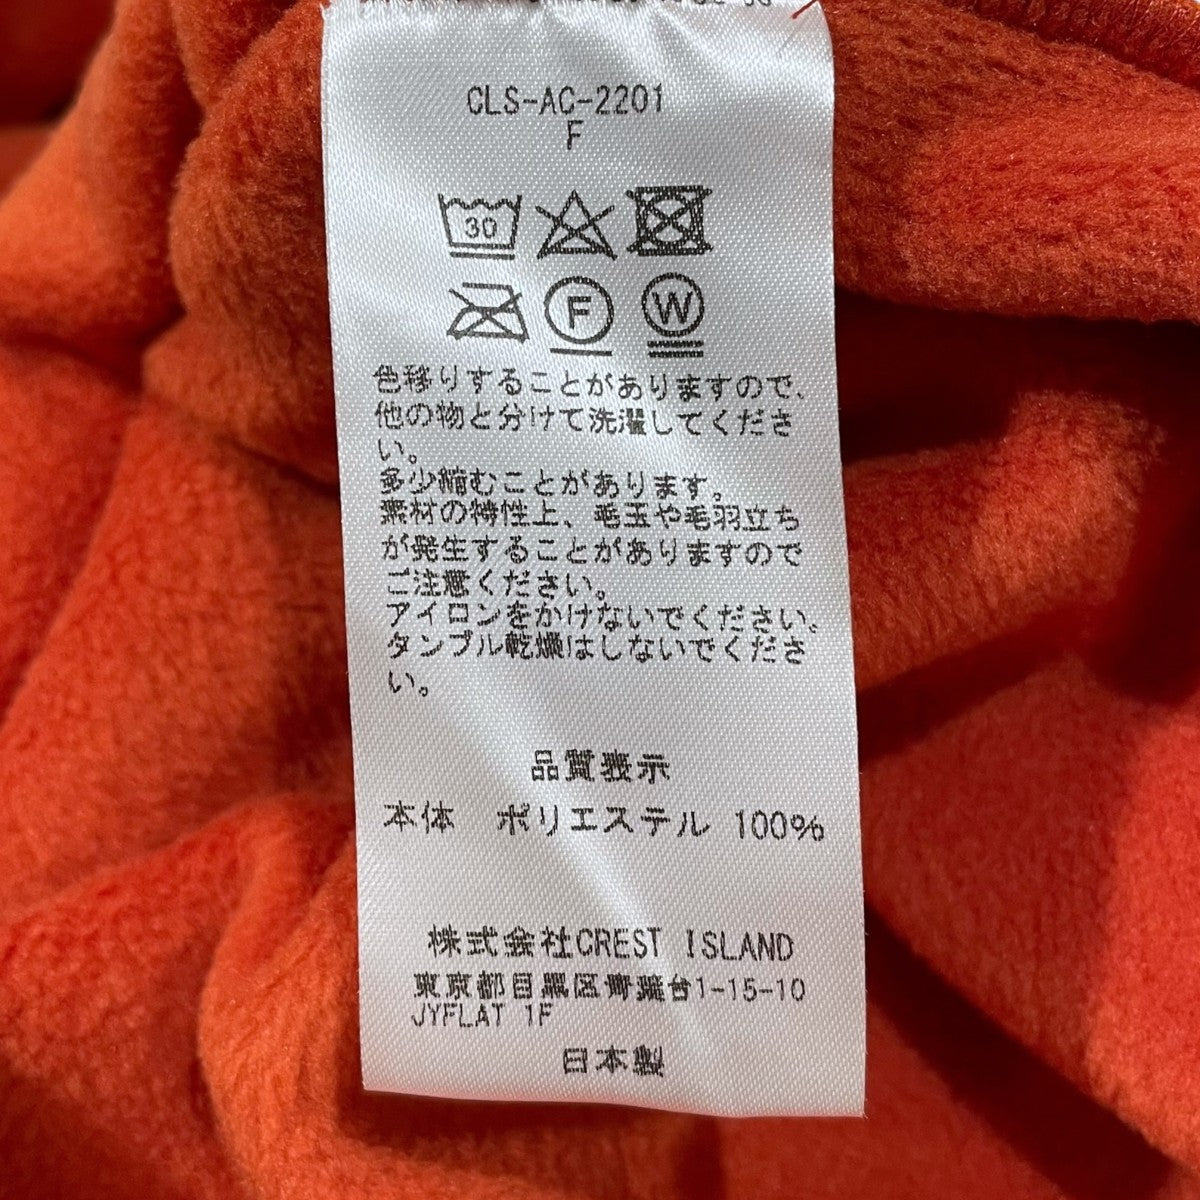 CLS-AC-2201
F
30
F
W
色移りすることがありますので、
他の物と分けて洗濯してくださ
い。
多少縮むことがあります。
素材の特性上、毛玉や毛羽立ち
が発生することがありますので
ご注意ください。
アイロンをかけないでください。
タンブル乾燥はしないでくださ
い。
品質表示
本体 ポリエステル 100%
株式会社CREST ISLAND
東京都目黒区青葉台1-15-10
JYFLAT 1F
日本製